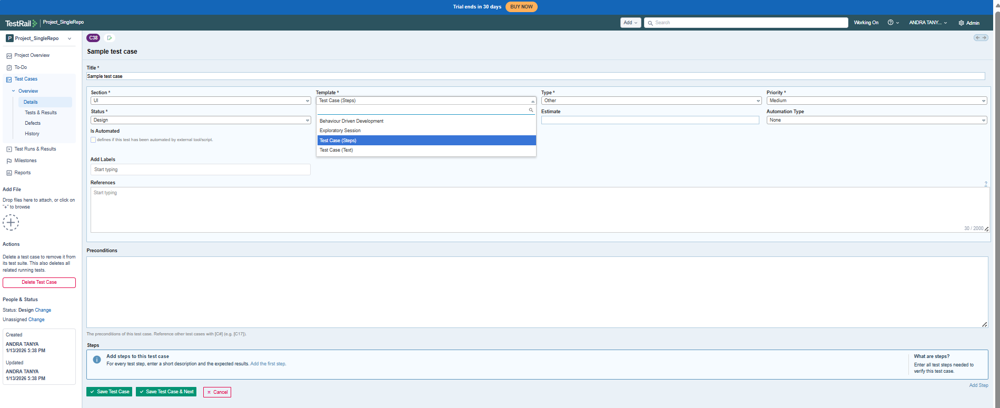 Trial ends in 30 days BUY NOW
TestRail Project_SingleRepo Add Search Working On ANDRA TANY... Admin
P Project_SingleRepo
Project Overview
To-Do
Test Cases
Overview
Details
Tests & Results
Defects
History
Test Runs & Results
Milestones
Reports
Add File
Drop files here to attach, or click on
"+" to browse
Actions
Delete a test case to remove it from
its test suite. This also deletes all
related running tests.
Delete Test Case
People & Status
Status: Design Change
Unassigned Change
Created
ANDRA TANYA
1/13/2026 5:38 PM
Updated
ANDRA TANYA
1/13/2026 5:38 PM
C38
Sample test case
Title *
Sample test case
Section * Template * Type * Priority *
UI Test Case (Steps) Other Medium
Status * Estimate Automation Type
Design None
Behaviour Driven Development
Exploratory Session
Test Case (Steps)
Test Case (Text)
Is Automated
defines if this test has been automated by external tool/script.
Add Labels
Start typing
References ?
Start typing
30 / 2000
Preconditions
The preconditions of this test case. Reference other test cases with [C#] (e.g. [C17]).
Steps
Add steps to this test case
For every test step, enter a short description and the expected results. Add the first step.
What are steps?
Enter all test steps needed to
verify this test case.
Add Step
Save Test Case Save Test Case & Next Cancel